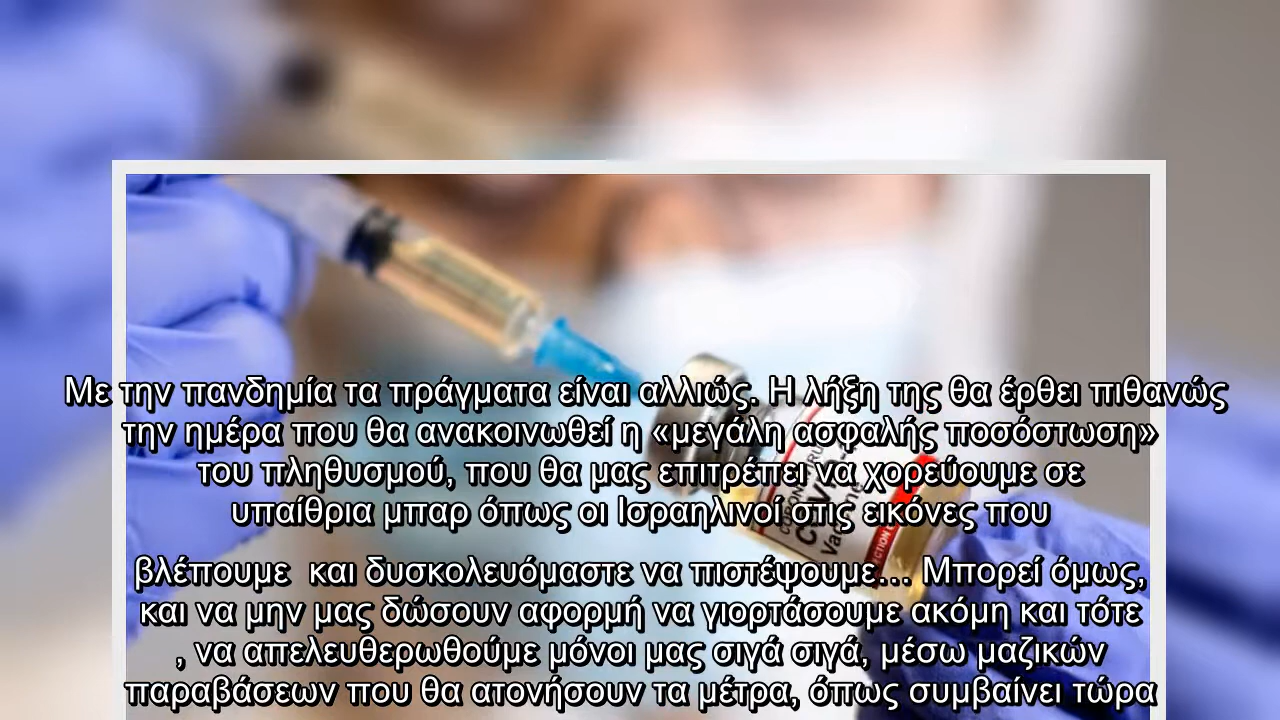 Με την πανδημία τα πράγματα είναι αλλιώς. Η λήξη της θα έρθει πιθανώς
την ημέρα που θα ανακοινωθεί η «μεγάλη ασφαλής ποσόστωση»
του πληθυσμού, που θα μας επιτρέπει να χορεύουμε σε
υπαίθρια μπαρ όπως οι Ισραηλινοί στις εικόνες που
βλέπουμε και δυσκολευόμαστε να πιστέψουμε… Μπορεί όμως,
και να μην μας δώσουν αφορμή να γιορτάσουμε ακόμη και τότε
, να απελευθερωθούμε μόνοι μας σιγά σιγά, μέσω μαζικών
παραβάσεων που θα ατονήσουν τα μέτρα, όπως συμβαίνει τώρα